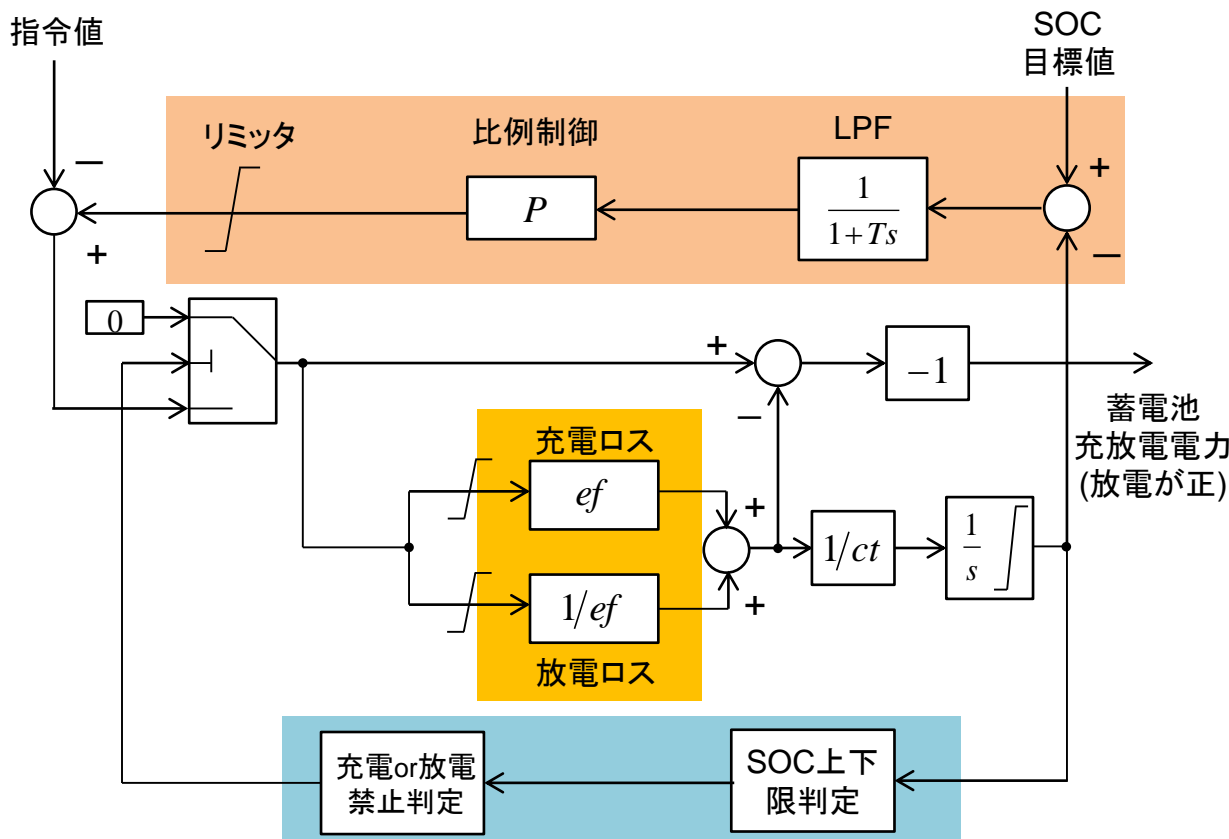 指令値
SOC
目標値
リミッタ
比例制御
LPF
P
1
1+Ts
+
−
−
+
0
+
−
−1
蓄電池
充放電電力
(放電が正)
充電ロス
ef
+
1/ct
1
s
1/ef
+
放電ロス
充電or放電
禁止判定
SOC上下
限判定